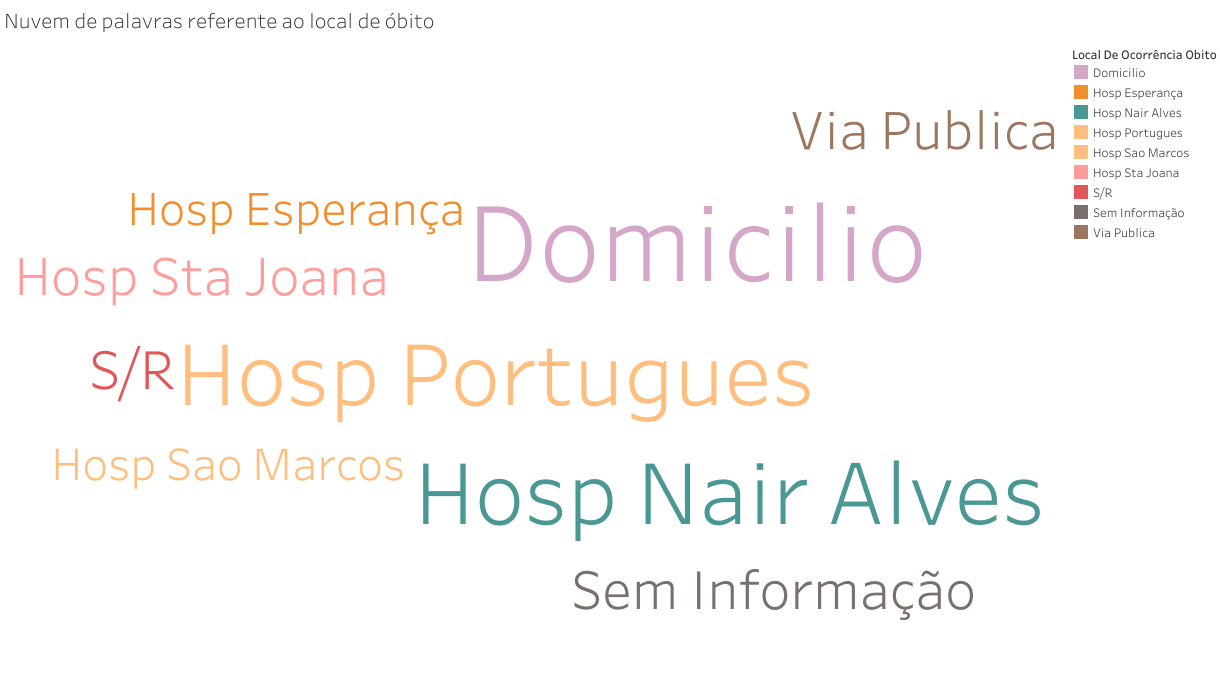 Nuvem de palavras referente ao local de óbito
Local De Ocorrência Obito
Domicilio
Hosp Esperança
Hosp Nair Alves
Hosp Portugues
Hosp Sao Marcos
Hosp Sta Joana
S/R
Sem Informação
Via Publica
Via Publica
Hosp Esperança
Domicilio
Hosp Sta Joana
S/R
Hosp Portugues
Hosp Sao Marcos
Hosp Nair Alves
Sem Informação